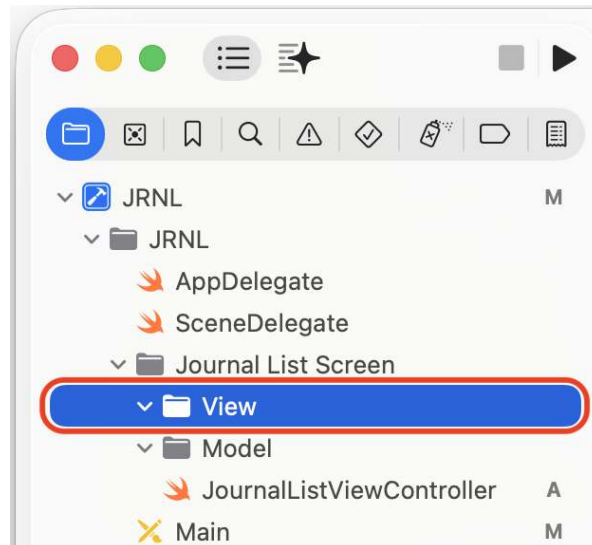 JRNL M
JRNL
AppDelegate
SceneDelegate
Journal List Screen
View
Model
JournalListViewController A
Main M